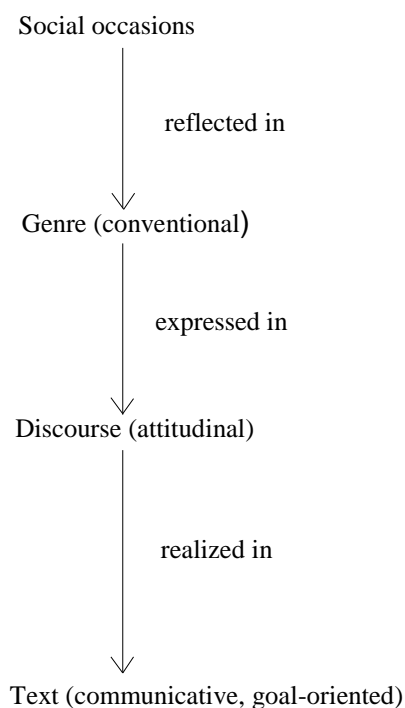 Social occasions
reflected in
Genre (conventional)
expressed in
Discourse (attitudinal)
realized in
Text (communicative, goal-oriented)